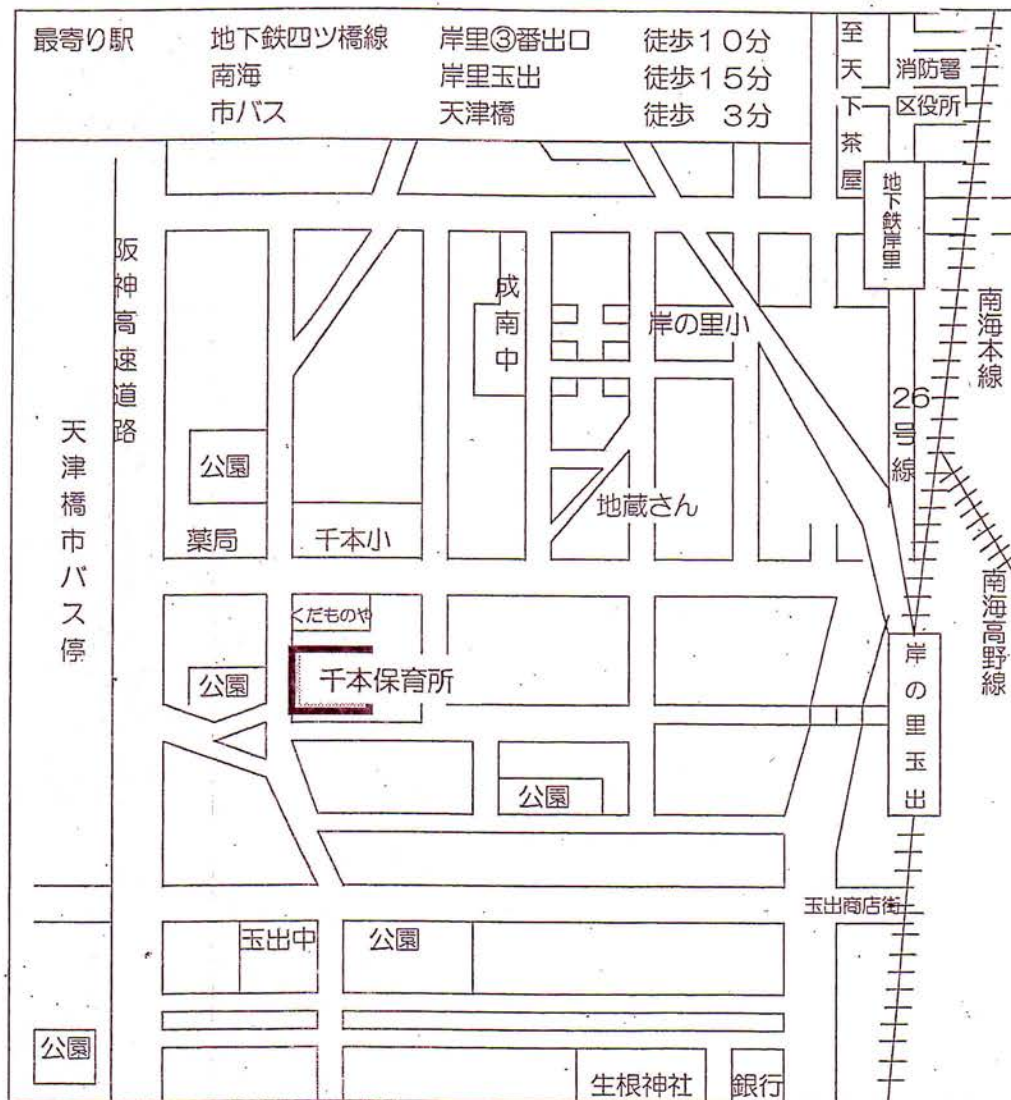 最寄り駅 地下鉄四ツ橋線 岸里③番出口 徒歩10分
南海 岸里玉出 徒歩15分
市バス 天津橋 徒歩 3分
至天下茶屋
消防署
区役所
地下鉄岸里
阪神高速道路
成南中
岸の里小
南海本線
26号線
天津橋市バス停
公園
地蔵さん
薬局
千本小
南海高野線
くだものや
千本保育所
公園
岸の里玉出
公園
玉出商店街
玉出中
公園
公園
生根神社
銀行